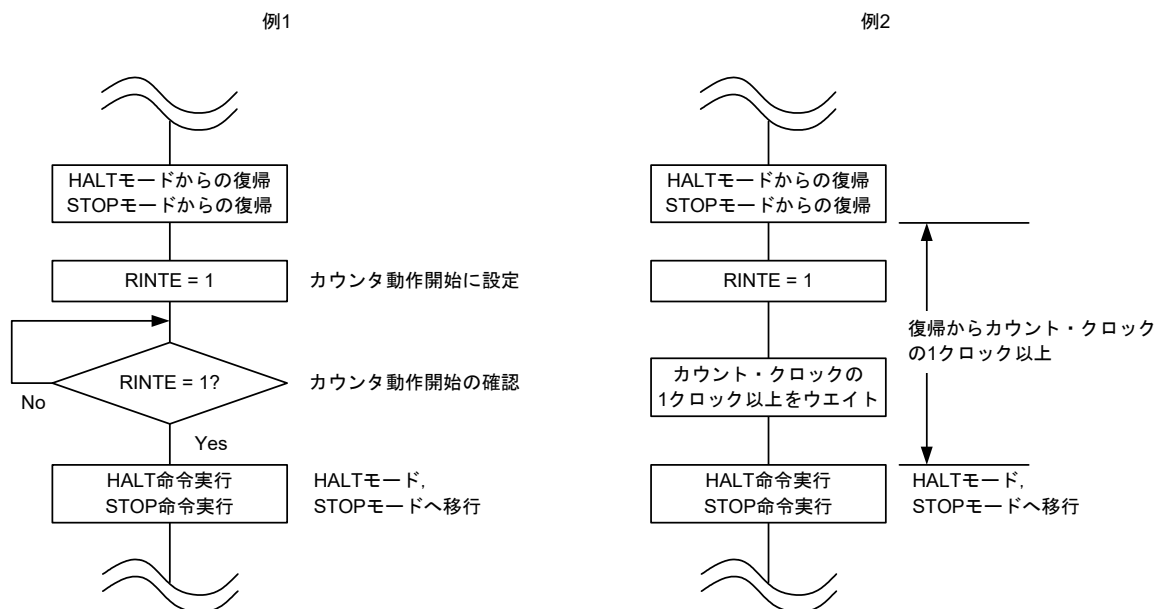 例1
HALTモードからの復帰
STOPモードからの復帰
RINTE = 1
カウンタ動作開始に設定
RINTE = 1?
カウンタ動作開始の確認
No
Yes
HALT命令実行
STOP命令実行
HALTモード,
STOPモードへ移行
例2
HALTモードからの復帰
STOPモードからの復帰
RINTE = 1
復帰からカウント・クロック
の1クロック以上
カウント・クロックの
1クロック以上をウエイト
HALT命令実行
STOP命令実行
HALTモード,
STOPモードへ移行